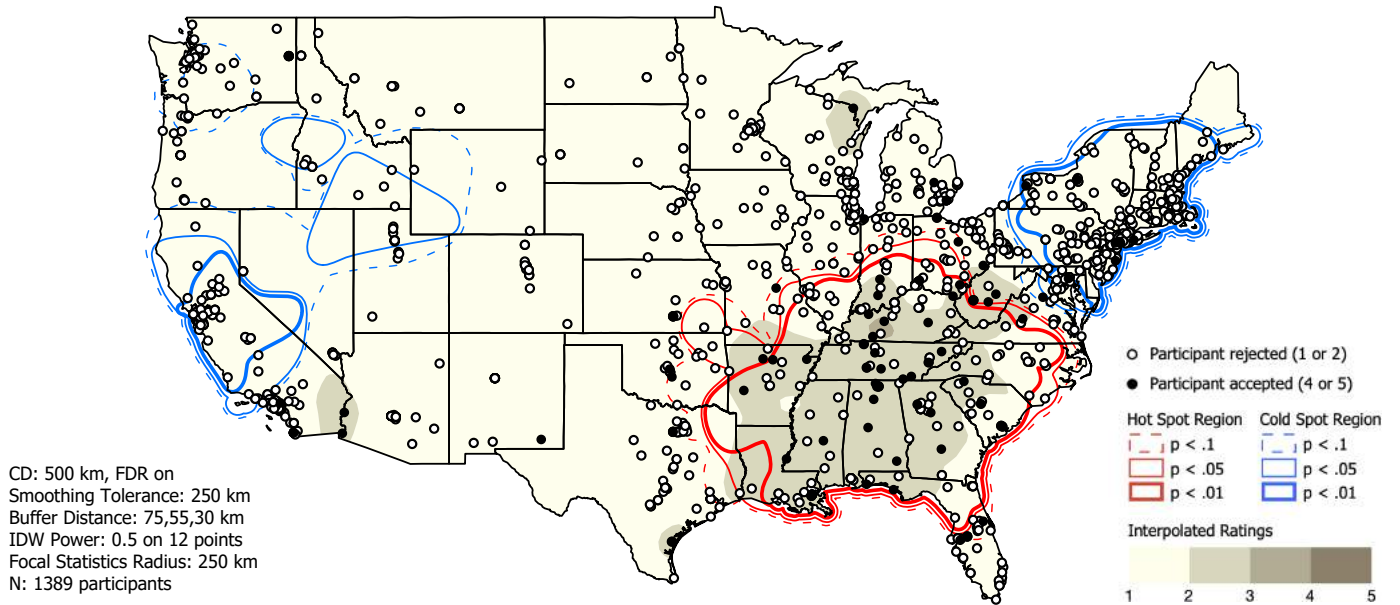 Participant rejected (1 or 2)
Participant accepted (4 or 5)
Hot Spot Region Cold Spot Region
p < .1 p < .1
p < .05 p < .05
p < .01 p < .01
Interpolated Ratings
1 2 3 4 5
CD: 500 km, FDR on
Smoothing Tolerance: 250 km
Buffer Distance: 75,55,30 km
IDW Power: 0.5 on 12 points
Focal Statistics Radius: 250 km
N: 1389 participants